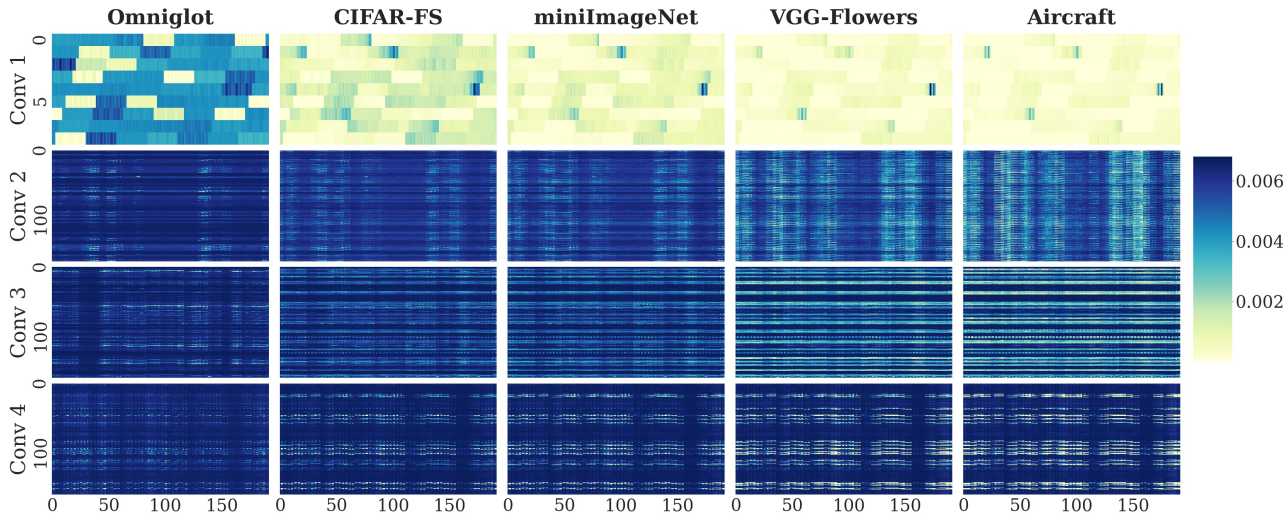 Omniglot CIFAR-FS miniImageNet VGG-Flowers Aircraft
Conv 1
0
5
Conv 2
0
100
Conv 3
0
100
Conv 4
0
100
0 50 100 150 0 50 100 150 0 50 100 150 0 50 100 150 0 50 100 150
0.006
0.004
0.002